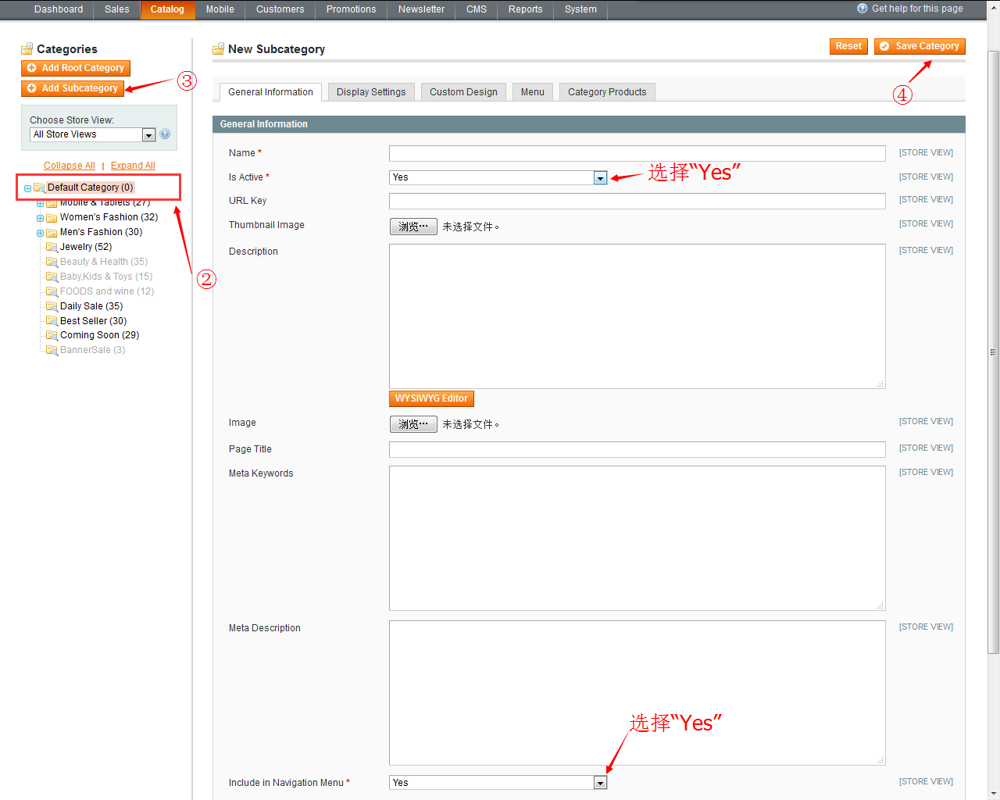 Dashboard Sales Catalog Mobile Customers Promotions Newsletter CMS Reports System Get help for this page
Categories
Add Root Category
Add Subcategory
③
Choose Store View:
All Store Views
Collapse All | Expand All
Default Category (0)
Mobile & Tablets (27)
Women's Fashion (32)
Men's Fashion (30)
Jewelry (52)
Beauty & Health (35)
Baby,Kids & Toys (15)
FOODS and wine (12)
Daily Sale (35)
Best Seller (30)
Coming Soon (29)
BannerSale (3)
②
New Subcategory
Reset Save Category
④
General Information Display Settings Custom Design Menu Category Products
General Information
Name * [STORE VIEW]
Is Active * Yes 选择“Yes” [STORE VIEW]
URL Key [STORE VIEW]
Thumbnail Image 浏览… 未选择文件。 [STORE VIEW]
Description [STORE VIEW]
WYSIWYG Editor
Image 浏览… 未选择文件。 [STORE VIEW]
Page Title [STORE VIEW]
Meta Keywords [STORE VIEW]
Meta Description [STORE VIEW]
选择“Yes”
Include in Navigation Menu * Yes [STORE VIEW]